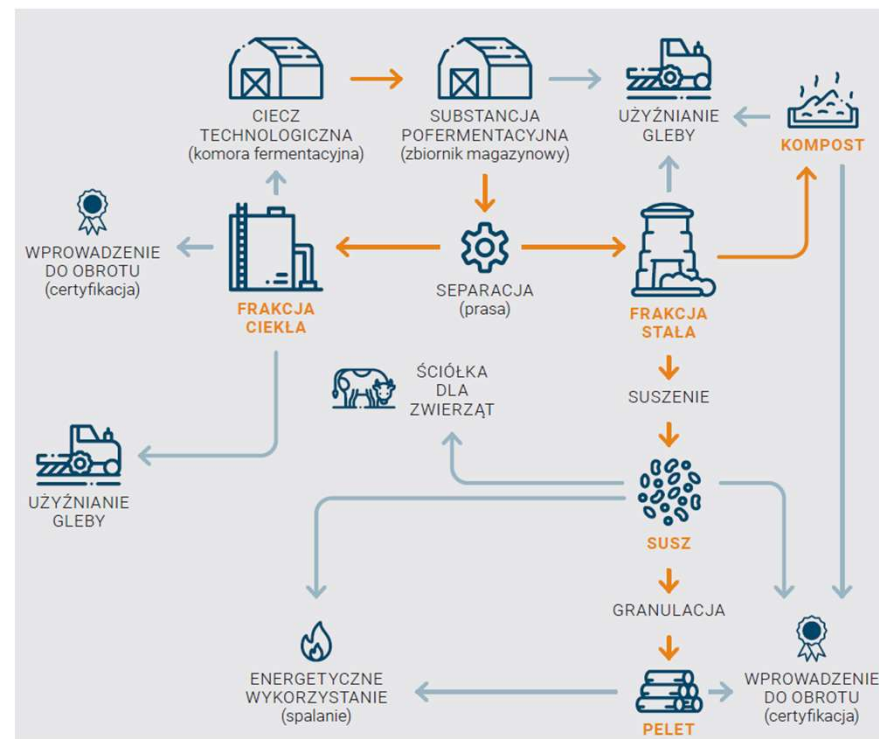 CIECZ
TECHNOLOGICZNA
(komora fermentacyjna)
SUBSTANCJA
POFERMENTACYJNA
(zbiornik magazynowy)
UŻYŹNIANIE
GLEBY
KOMPOST
WPROWADZENIE
DO OBROTU
(certyfikacja)
FRAKCJA
CIEKŁA
SEPARACJA
(prasa)
FRAKCJA
STAŁA
ŚCIÓŁKA
DLA
ZWIERZĄT
SUSZENIE
UŻYŹNIANIE
GLEBY
SUSZ
GRANULACJA
ENERGETYCZNE
WYKORZYSTANIE
(spalanie)
PELET
WPROWADZENIE
DO OBROTU
(certyfikacja)